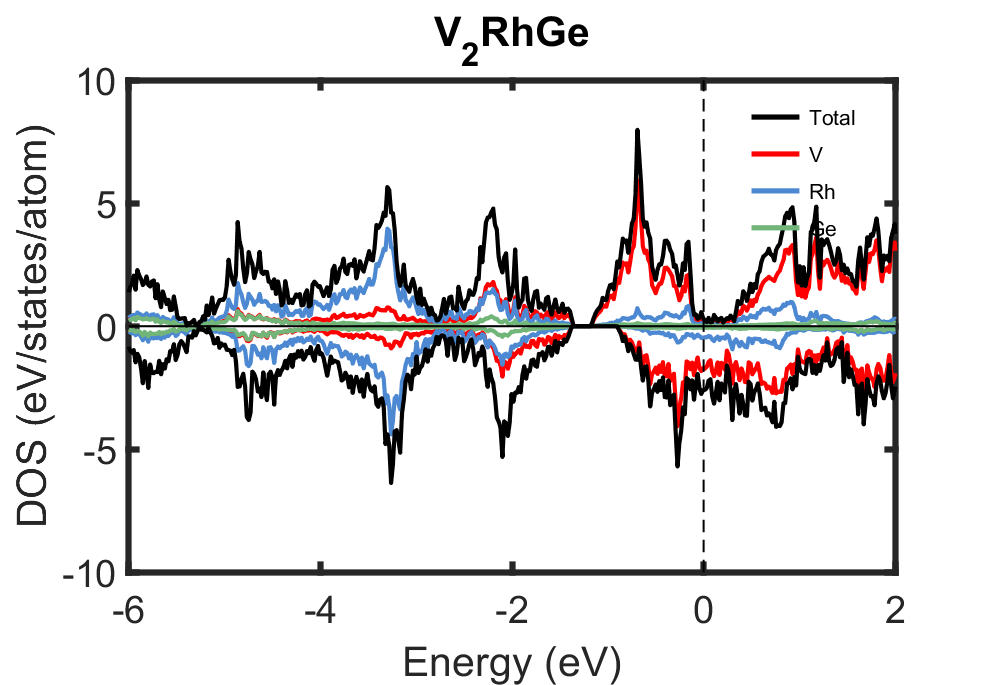 V2RhGe
DOS (eV/states/atom)
10
5
0
-5
-10
Total
V
Rh
Ge
-6
-4
-2
0
2
Energy (eV)